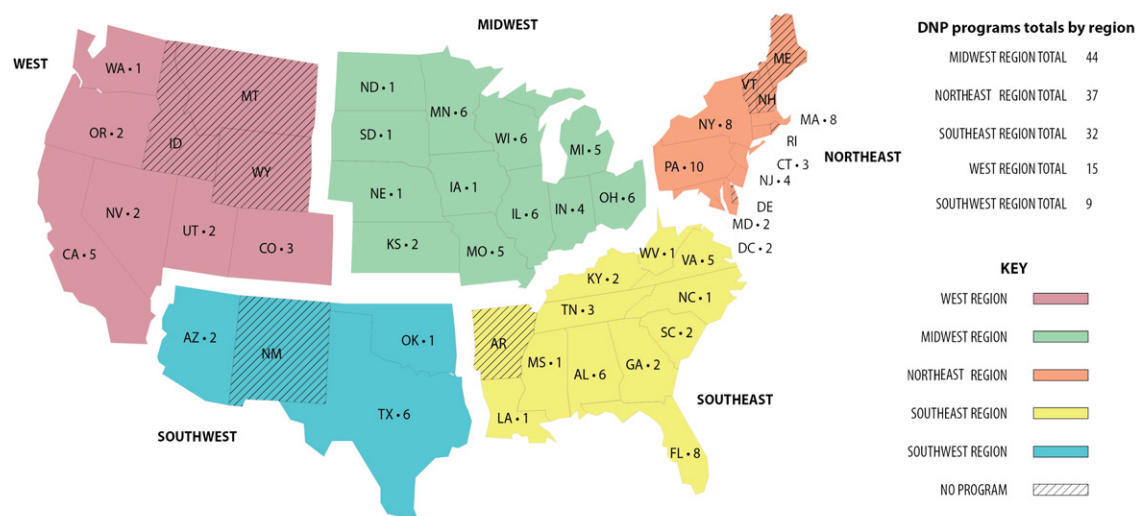 WEST
MIDWEST
NORTHEAST
SOUTHWEST
SOUTHEAST
WA • 1
OR • 2
MT
ID
WY
NV • 2
UT • 2
CO • 3
CA • 5
ND • 1
SD • 1
NE • 1
KS • 2
MN • 6
IA • 1
MO • 5
WI • 6
IL • 6
MI • 5
IN • 4
OH • 6
ME
VT
NH
NY • 8
MA • 8
RI
CT • 3
PA • 10
NJ • 4
DE
MD • 2
DC • 2
AZ • 2
NM
OK • 1
TX • 6
WV • 1
VA • 5
KY • 2
NC • 1
TN • 3
SC • 2
AR
MS • 1
AL • 6
GA • 2
LA • 1
FL • 8
DNP programs totals by region
MIDWEST REGION TOTAL 44
NORTHEAST REGION TOTAL 37
SOUTHEAST REGION TOTAL 32
WEST REGION TOTAL 15
SOUTHWEST REGION TOTAL 9
KEY
WEST REGION
MIDWEST REGION
NORTHEAST REGION
SOUTHEAST REGION
SOUTHWEST REGION
NO PROGRAM